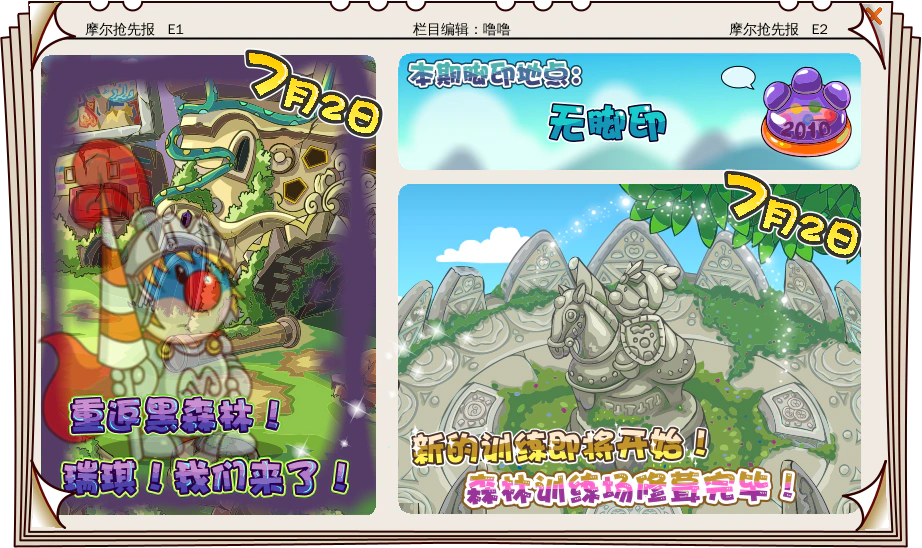 摩尔抢先报 E1
栏目编辑：噜噜
摩尔抢先报 E2
7月2日
重返黑森林！
瑞琪！我们来了！
本期脚印地点：
无脚印
2010
7月2日
新的训练即将开始！
森林训练场修葺完毕！